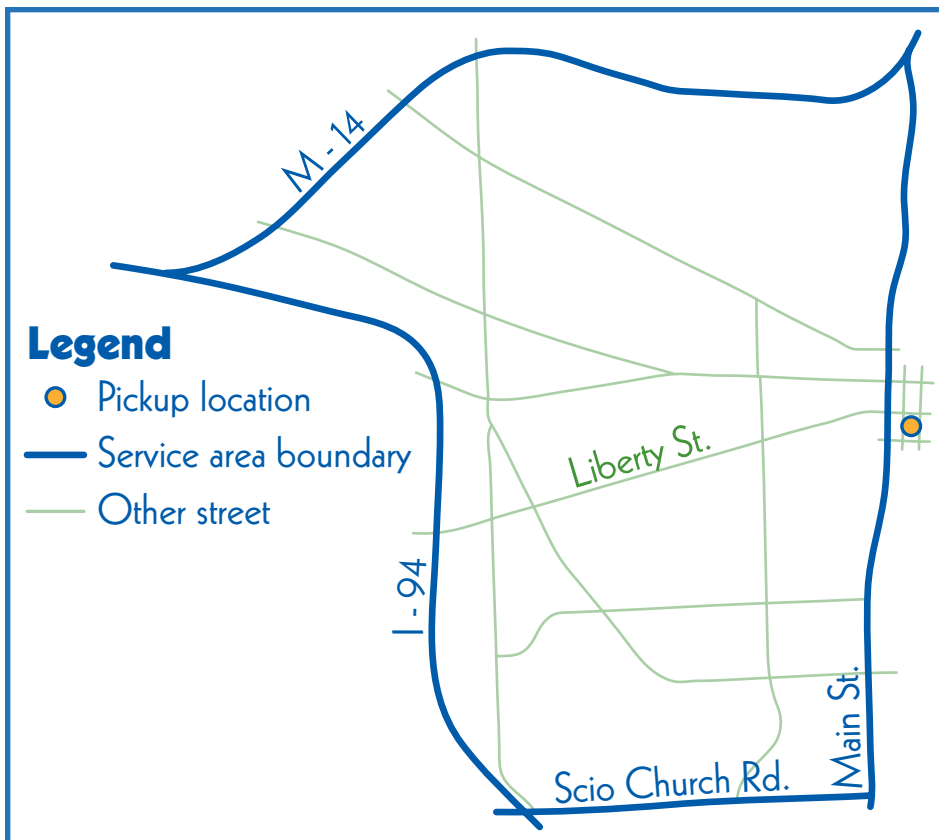 M - 14
Legend
Pickup location
Service area boundary
Other street
Liberty St.
I - 94
Main St.
Scio Church Rd.